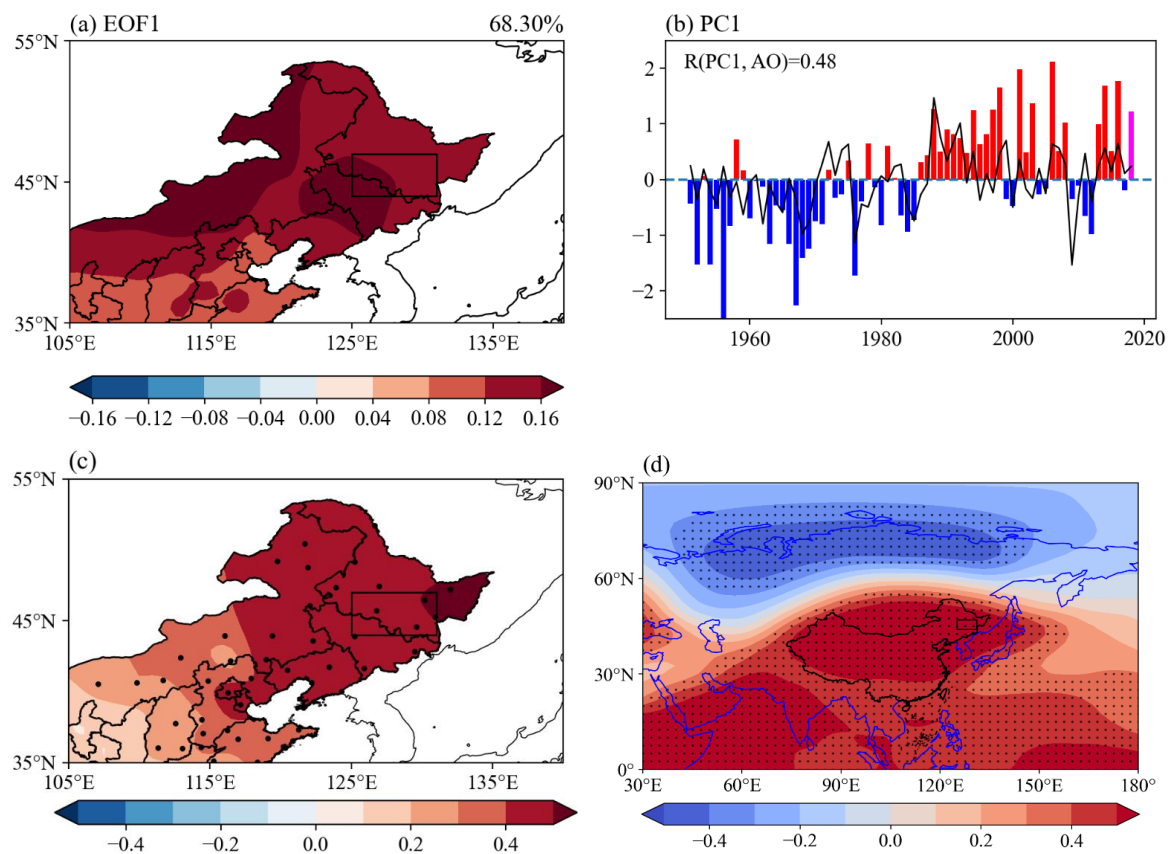 (a) EOF1 68.30%
55°N
45°N
35°N
105°E 115°E 125°E 135°E
−0.16 −0.12 −0.08 −0.04 0.00 0.04 0.08 0.12 0.16
(b) PC1
R(PC1, AO)=0.48
2
1
0
−1
−2
1960 1980 2000 2020
(c)
55°N
45°N
35°N
105°E 115°E 125°E 135°E
−0.4 −0.2 0.0 0.2 0.4
(d)
90°N
60°N
30°N
0°
30°E 60°E 90°E 120°E 150°E 180°
−0.4 −0.2 0.0 0.2 0.4